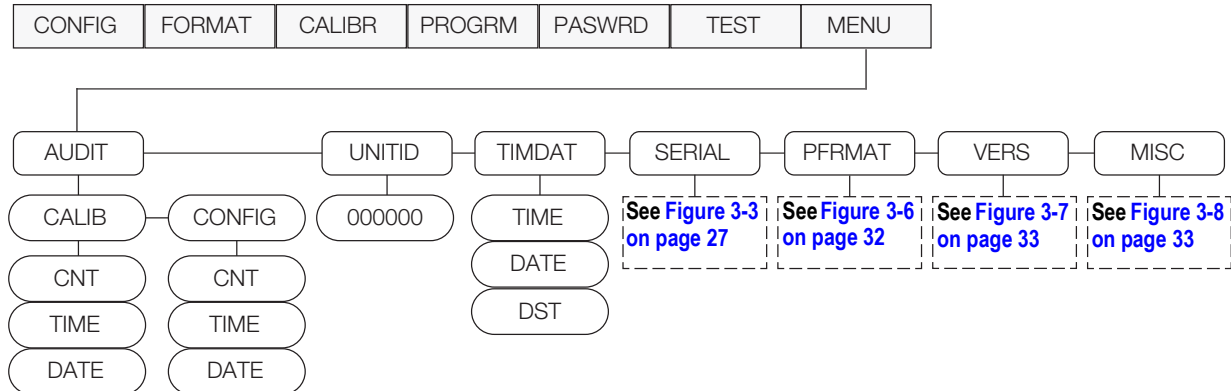 CONFIG FORMAT CALIBR PROGRM PASWRD TEST MENU
AUDIT UNITID TIMDAT SERIAL PFRMAT VERS MISC
CALIB CONFIG 000000 TIME
See Figure 3-3
on page 27
See Figure 3-6
on page 32
See Figure 3-7
on page 33
See Figure 3-8
on page 33
CNT CNT DATE
TIME TIME DST
DATE DATE